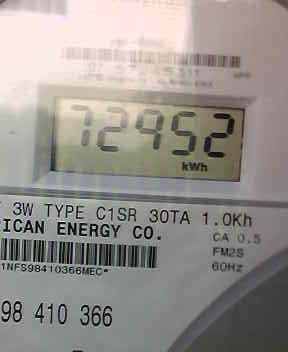 72952
kWh
3W TYPE C1SR 30TA 1.0Kh
RICAN ENERGY CO.
CA 0.5
FM2S
1NFS98410366MEC*
60Hz
98 410 366